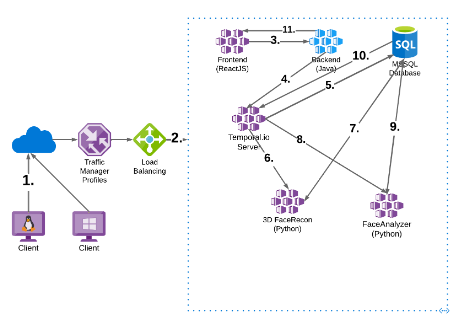 11.
3.
SQL
Frontend
(ReactJS)
Backend
(Java)
10.
MSSQL
Database
4.
5.
Temporal.io
Server
2.
7.
9.
8.
6.
Traffic
Manager
Profiles
Load
Balancing
1.
3D FaceRecon
(Python)
FaceAnalyzer
(Python)
Client
Client